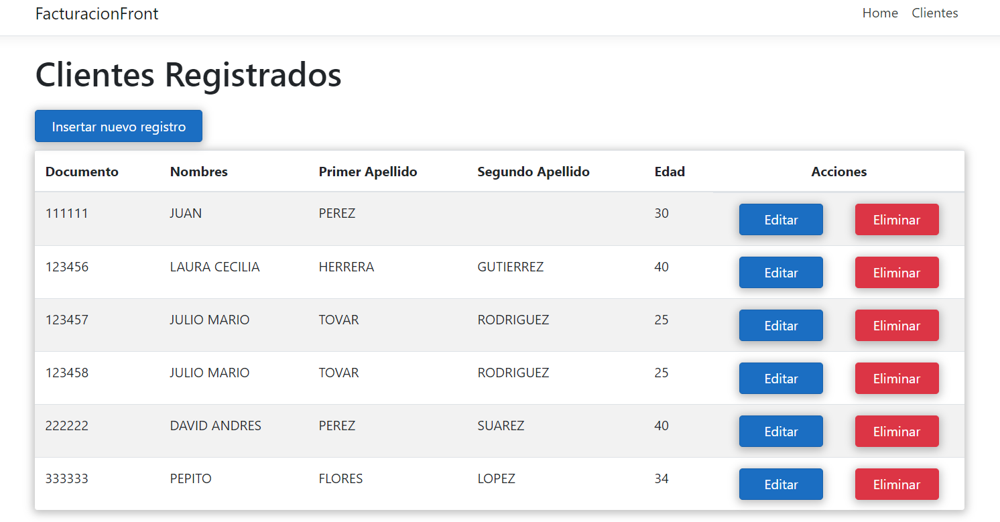 FacturacionFront Home Clientes
Clientes Registrados
Insertar nuevo registro
Documento Nombres Primer Apellido Segundo Apellido Edad Acciones
111111 JUAN PEREZ 30 Editar Eliminar
123456 LAURA CECILIA HERRERA GUTIERREZ 40 Editar Eliminar
123457 JULIO MARIO TOVAR RODRIGUEZ 25 Editar Eliminar
123458 JULIO MARIO TOVAR RODRIGUEZ 25 Editar Eliminar
222222 DAVID ANDRES PEREZ SUAREZ 40 Editar Eliminar
333333 PEPITO FLORES LOPEZ 34 Editar Eliminar